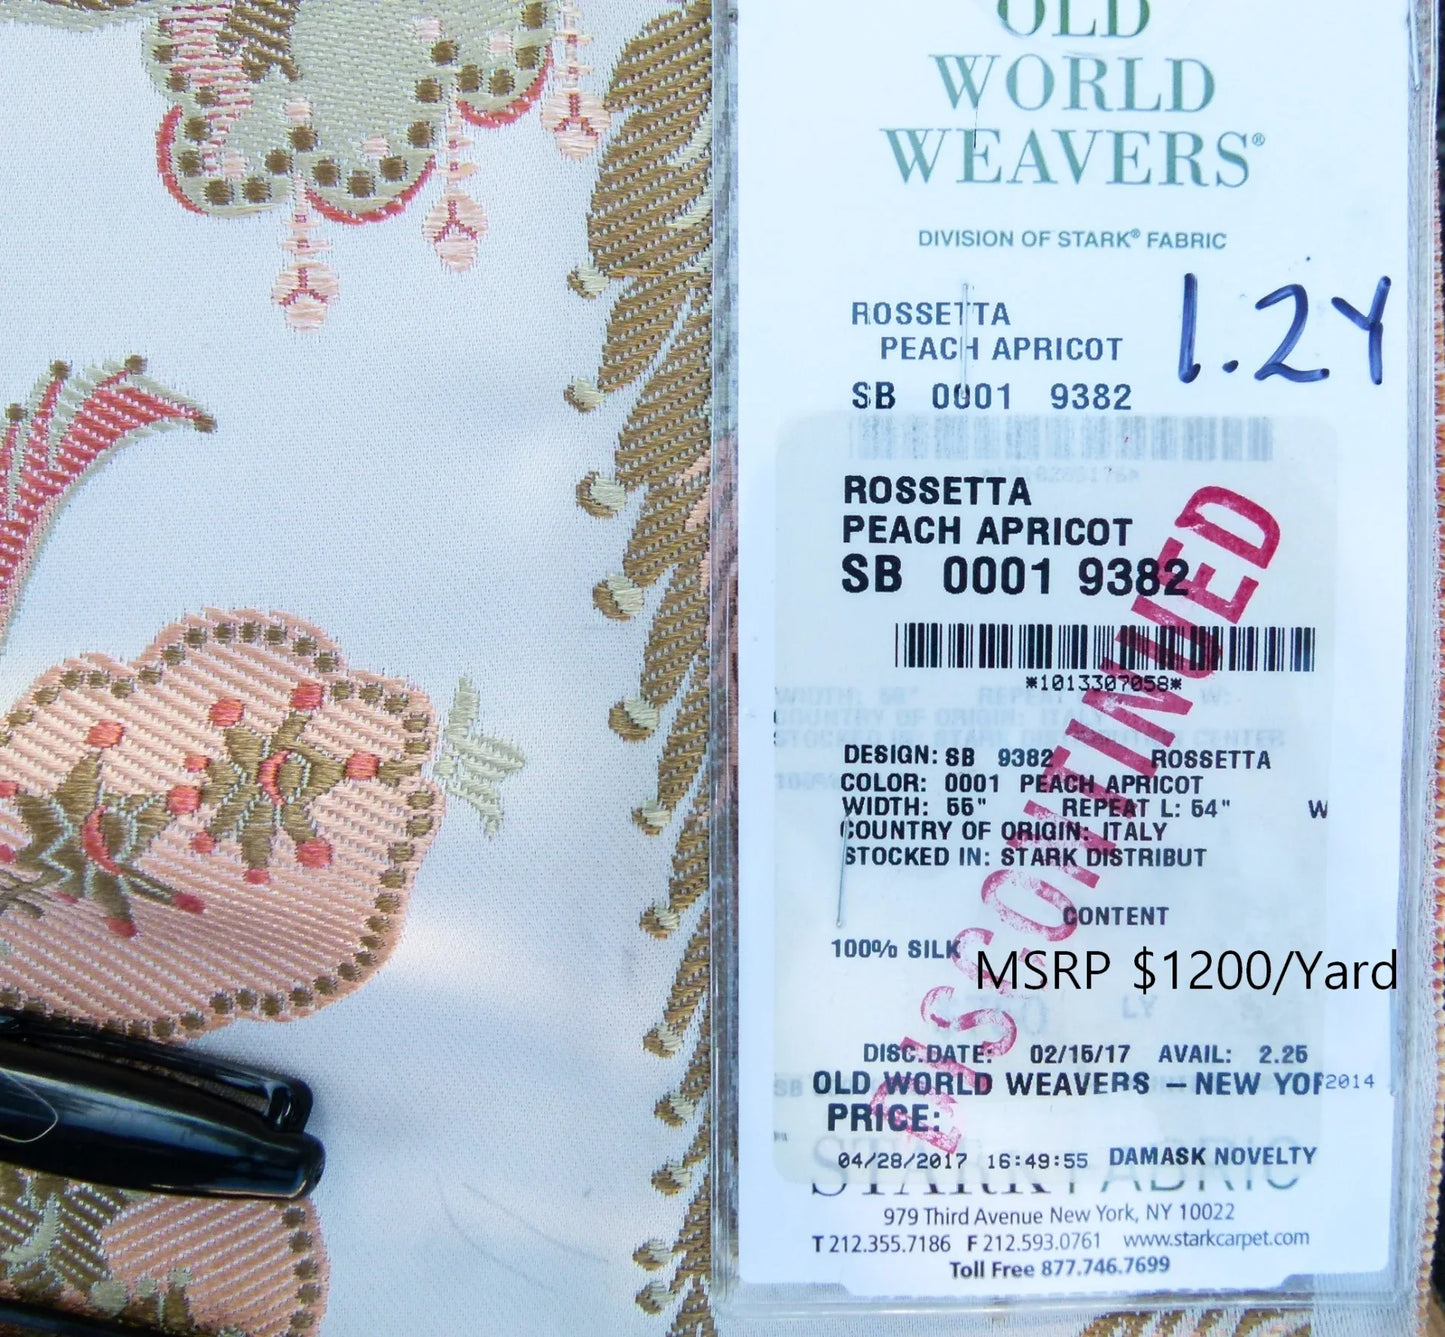 OLD
WORLD
WEAVERS®
DIVISION OF STARK® FABRIC
1.2Y
ROSSETTA
PEACH APRICOT
SB 0001 9382
ROSSETTA
PEACH APRICOT
SB 0001 9382
*1013307058*
DISCONTINUED
DESIGN: SB 9382 ROSSETTA
COLOR: 0001 PEACH APRICOT
WIDTH: 55" REPEAT L: 54" W
COUNTRY OF ORIGIN: ITALY
STOCKED IN: STARK DISTRIBUT
CONTENT
100% SILK
MSRP $1200/Yard
DISC.DATE: 02/15/17 AVAIL: 2.25
OLD WORLD WEAVERS – NEW YOR 2014
PRICE:
04/28/2017 16:49:55 DAMASK NOVELTY
STARK FABRIC
979 Third Avenue New York, NY 10022
T 212.355.7186 F 212.593.0761 www.starkcarpet.com
Toll Free 877.746.7699